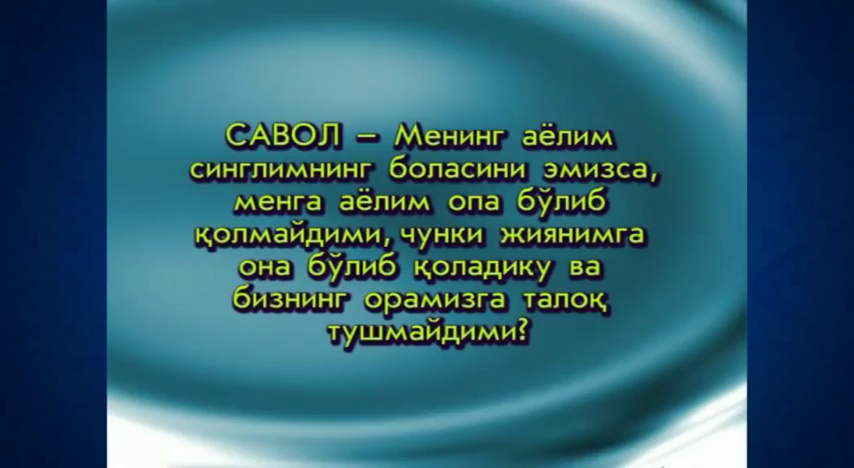 САВОЛ – Менинг аёлим
синглимнинг боласини эмизса,
менга аёлим опа бўлиб
қолмайдими, чунки жиянимга
она бўлиб қоладику ва
бизнинг орамизга талоқ
тушмайдими?